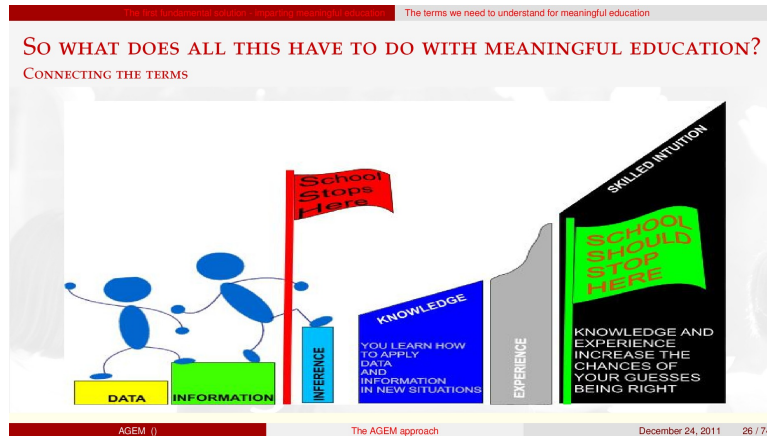 The first fundamental solution - Imparting meaningful education
The terms we need to understand for meaningful education
SO WHAT DOES ALL THIS HAVE TO DO WITH MEANINGFUL EDUCATION?
CONNECTING THE TERMS
School
Stops
Here
SKILLED INTUITION
SCHOOL
SHOULD
STOP
HERE
KNOWLEDGE
YOU LEARN HOW
TO APPLY
DATA
AND
INFORMATION
IN NEW SITUATIONS
EXPERIENCE
KNOWLEDGE AND
EXPERIENCE
INCREASE THE
CHANCES OF
YOUR GUESSES
BEING RIGHT
INFERENCE
DATA
INFORMATION
AGEM ()
The AGEM approach
December 24, 2011
26 / 7